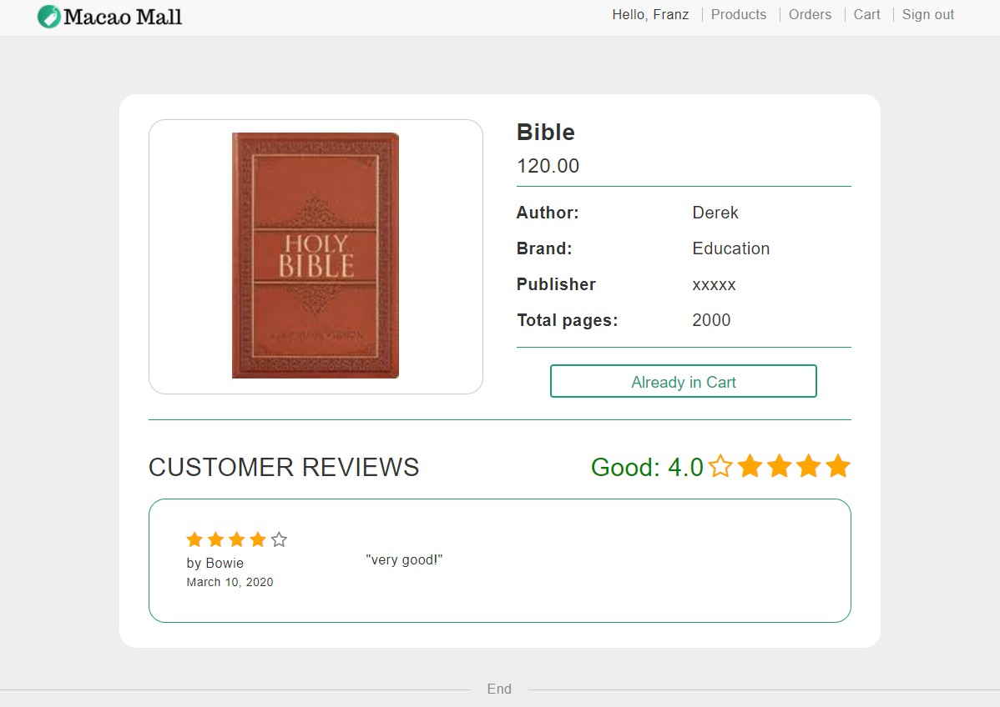 Macao Mall
Hello, Franz Products Orders Cart Sign out
Bible
120.00
HOLY
BIBLE
Author: Derek
Brand: Education
Publisher xxxxx
Total pages: 2000
Already in Cart
CUSTOMER REVIEWS
Good: 4.0
by Bowie
March 10, 2020
"very good!"
End